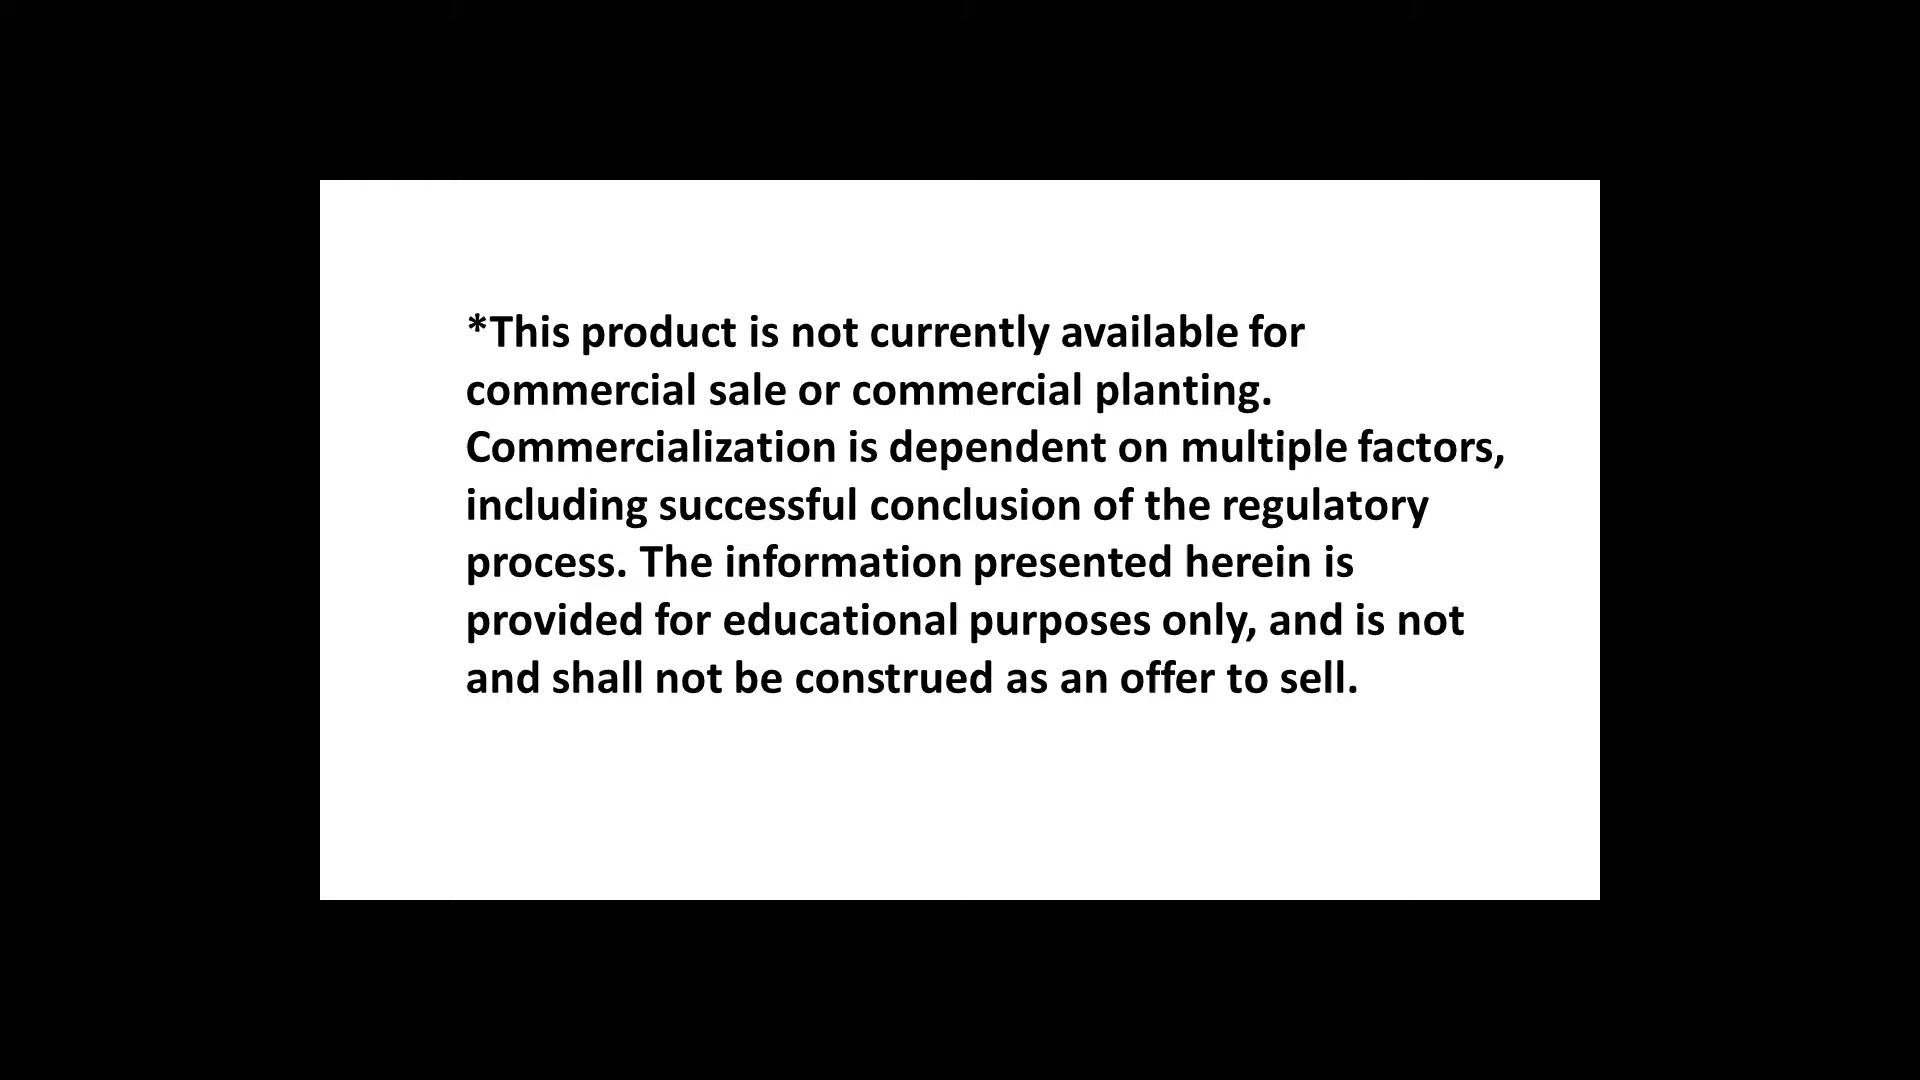 *This product is not currently available for
commercial sale or commercial planting.
Commercialization is dependent on multiple factors,
including successful conclusion of the regulatory
process. The information presented herein is
provided for educational purposes only, and is not
and shall not be construed as an offer to sell.